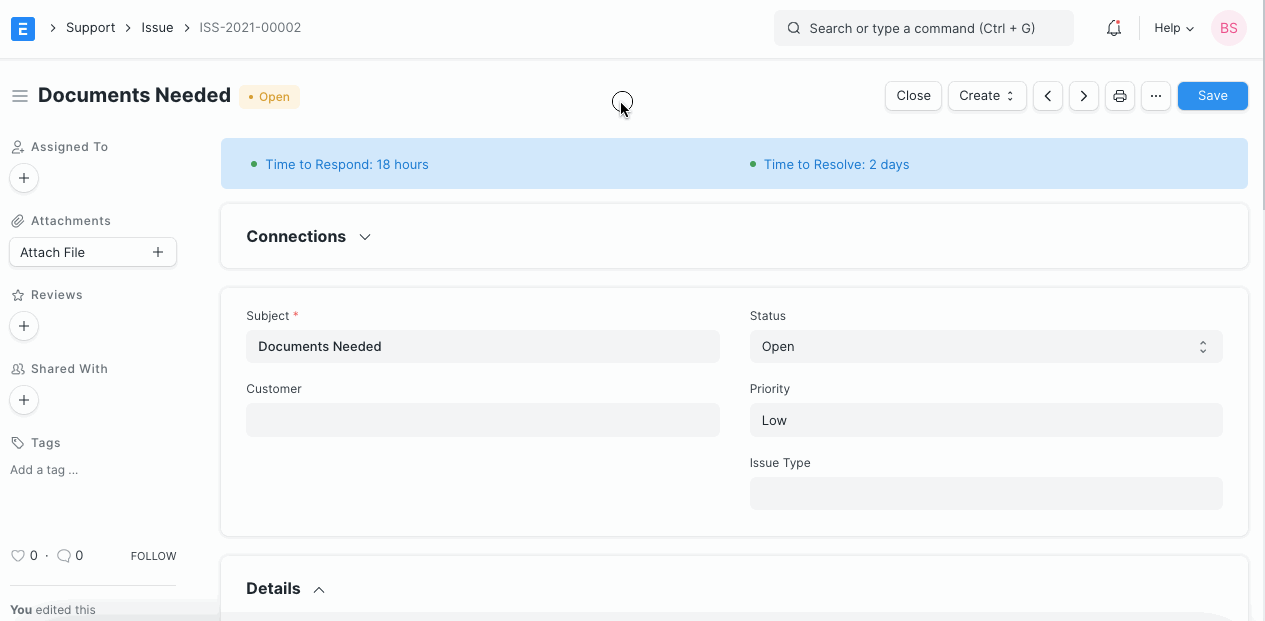 E Support Issue ISS-2021-00002 Search or type a command (Ctrl + G) Help BS
Documents Needed Open Close Create ... Save
Assigned To
Time to Respond: 18 hours Time to Resolve: 2 days
Attachments
Attach File
Connections
Reviews
Subject * Status
Documents Needed Open
Shared With
Customer Priority
Low
Tags
Add a tag ...
Issue Type
0 · 0 FOLLOW
Details
You edited this